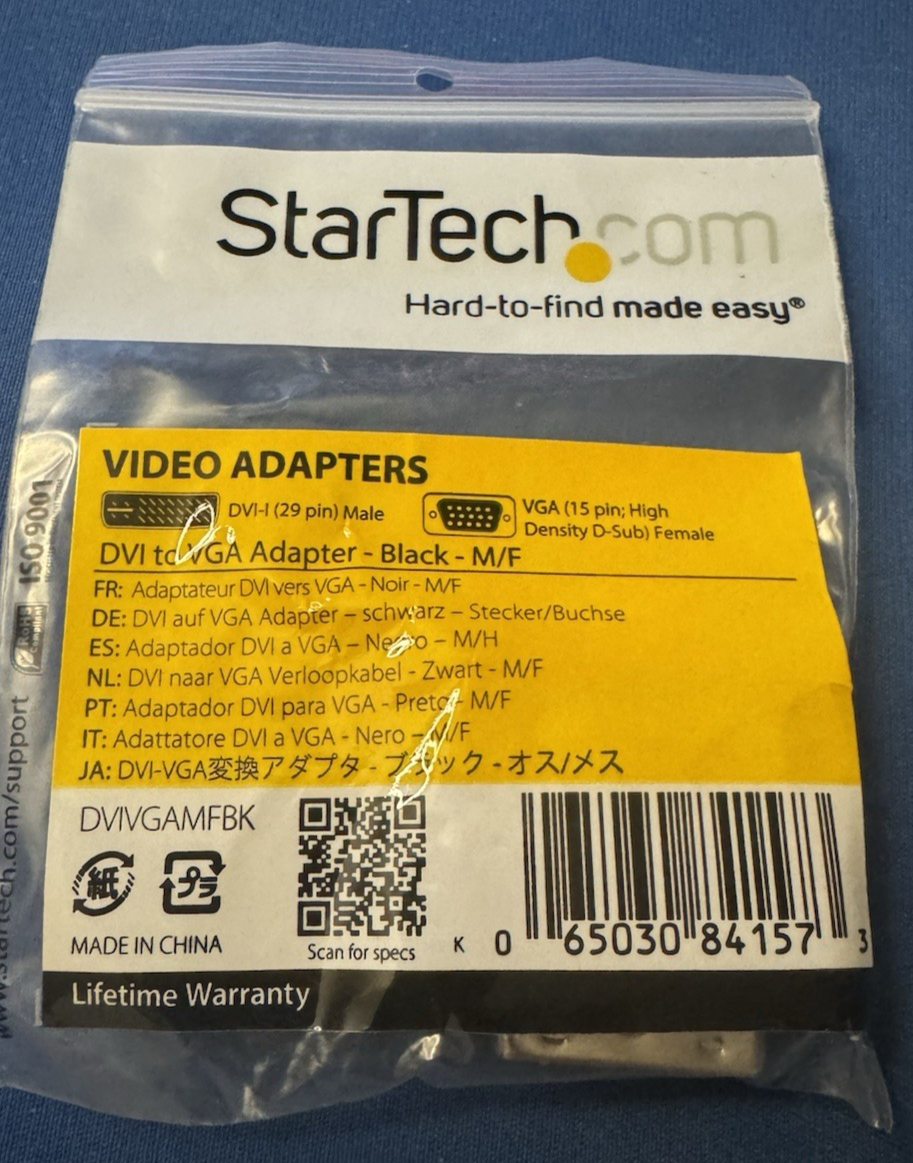 StarTech.com
Hard-to-find made easy®
VIDEO ADAPTERS
DVI-I (29 pin) Male
VGA (15 pin; High
Density D-Sub) Female
DVI to VGA Adapter - Black - M/F
FR: Adaptateur DVI vers VGA - Noir - M/F
DE: DVI auf VGA Adapter – schwarz – Stecker/Buchse
ES: Adaptador DVI a VGA – Negro – M/H
NL: DVI naar VGA Verloopkabel - Zwart - M/F
PT: Adaptador DVI para VGA - Preto - M/F
IT: Adattatore DVI a VGA - Nero – M/F
JA: DVI-VGA変換アダプタ - ブラック - オス/メス
DVIVGAMFBK
紙
プラ
MADE IN CHINA
Scan for specs
K 0 65030 84157 3
Lifetime Warranty
ISO 9001
RoHS
Compliant
www.startech.com/support